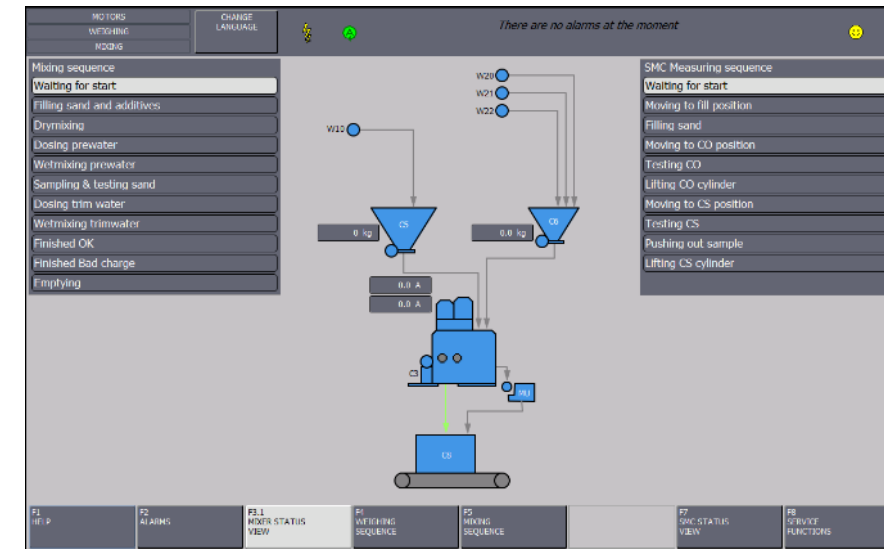 MOTORS
WEIGHING
MIXING
CHANGE
LANGUAGE
A
There are no alarms at the moment
Mixing sequence
Waiting for start
Filling sand and additives
Drymixing
Dosing prewater
Wetmixing prewater
Sampling & testing sand
Dosing trim water
Wetmixing trimwater
Finished OK
Finished Bad charge
Emptying
W20
W21
W22
W10
C5
0 kg
C6
0.0 kg
0.0 A
0.0 A
C3
MU
C8
SMC Measuring sequence
Waiting for start
Moving to fill position
Filling sand
Moving to CO position
Testing CO
Lifting CO cylinder
Moving to CS position
Testing CS
Pushing out sample
Lifting CS cylinder
F1
HELP
F2
ALARMS
F3.1
MIXER STATUS
VIEW
F4
WEIGHING
SEQUENCE
F5
MIXING
SEQUENCE
F7
SMC STATUS
VIEW
F8
SERVICE
FUNCTIONS